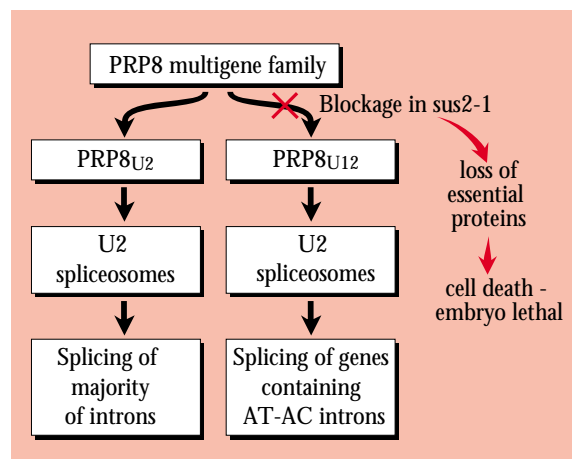 PRP8 multigene family
Blockage in sus2-1
PRP8U2
PRP8U12
loss of
essential
proteins
U2
spliceosomes
U2
spliceosomes
cell death -
embryo lethal
Splicing of
majority
of introns
Splicing of genes
containing
AT-AC introns